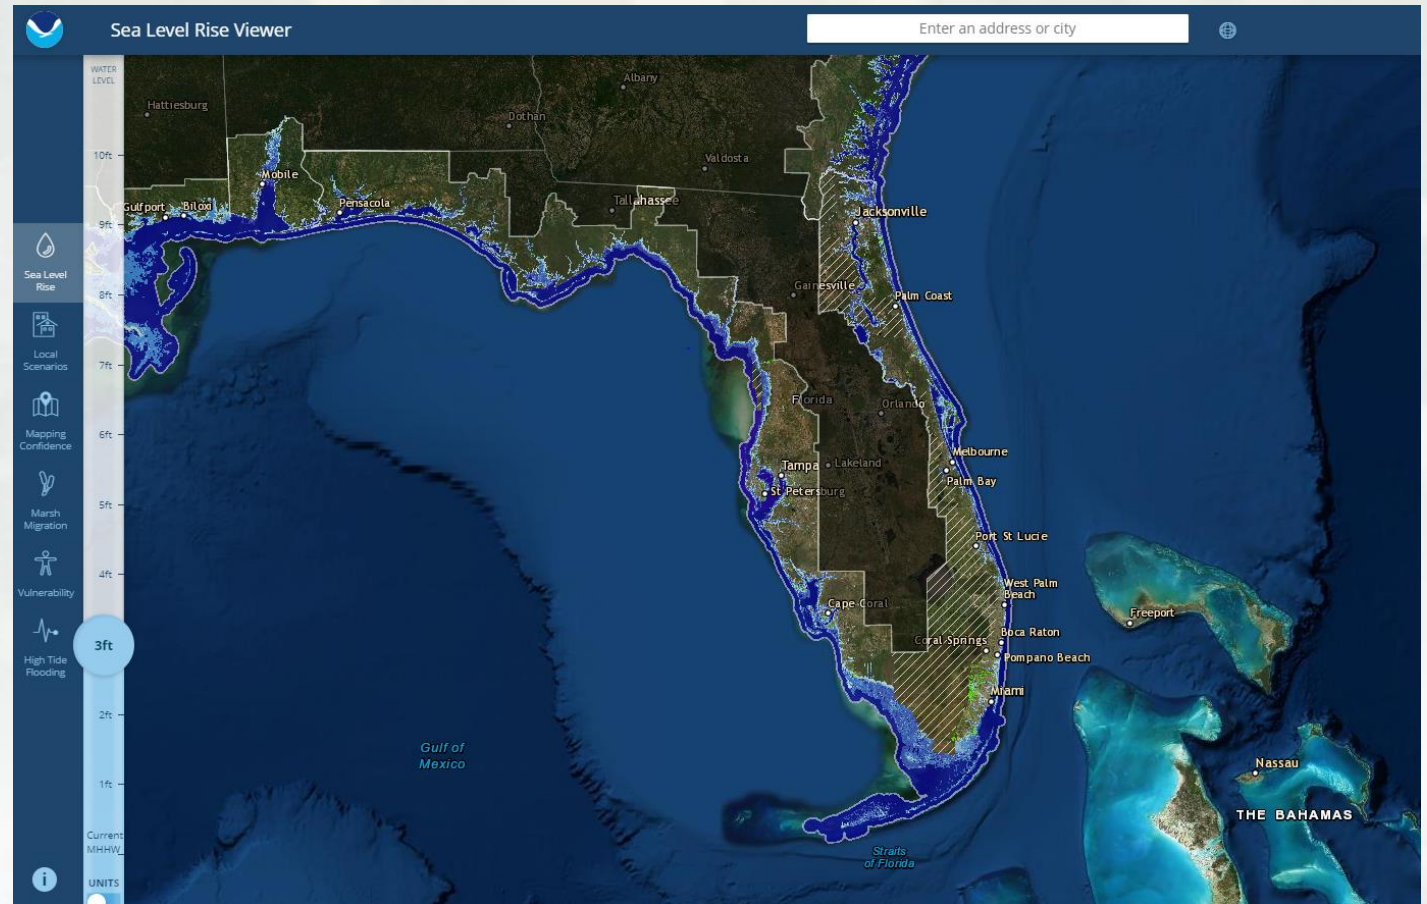 Sea Level Rise Viewer
Enter an address or city
WATER
LEVEL
10ft
9ft
8ft
7ft
6ft
5ft
4ft
3ft
2ft
1ft
Current
MHHW
UNITS
Sea Level
Rise
Local
Scenarios
Mapping
Confidence
Marsh
Migration
Vulnerability
High Tide
Flooding
i
Albany
Hattiesburg
Dothan
Valdosta
Mobile
Pensacola
Gulfport
Biloxi
Tallahassee
Jacksonville
Gainesville
Palm Coast
Florida
Orlando
Melbourne
Tampa
Lakeland
Palm Bay
St Petersburg
Port St Lucie
West Palm
Beach
Cape Coral
Freeport
Coral Springs
Boca Raton
Pompano Beach
Miami
Gulf of
Mexico
Nassau
THE BAHAMAS
Straits
of Florida